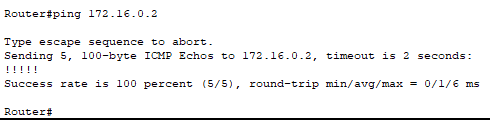 Router#ping 172.16.0.2
Type escape sequence to abort.
Sending 5, 100-byte ICMP Echos to 172.16.0.2, timeout is 2 seconds:
!!!!!
Success rate is 100 percent (5/5), round-trip min/avg/max = 0/1/6 ms
Router#